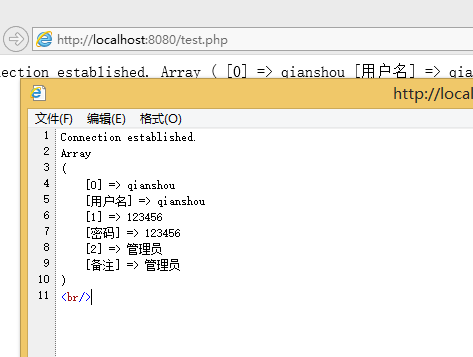 http://localhost:8080/test.php
ection established. Array ( [0] => qianshou [用户名] => qia
http://loca
文件(F) 编辑(E) 格式(O)
1 Connection established.
2 Array
3 (
4 [0] => qianshou
5 [用户名] => qianshou
6 [1] => 123456
7 [密码] => 123456
8 [2] => 管理员
9 [备注] => 管理员
10 )
11 <br/>